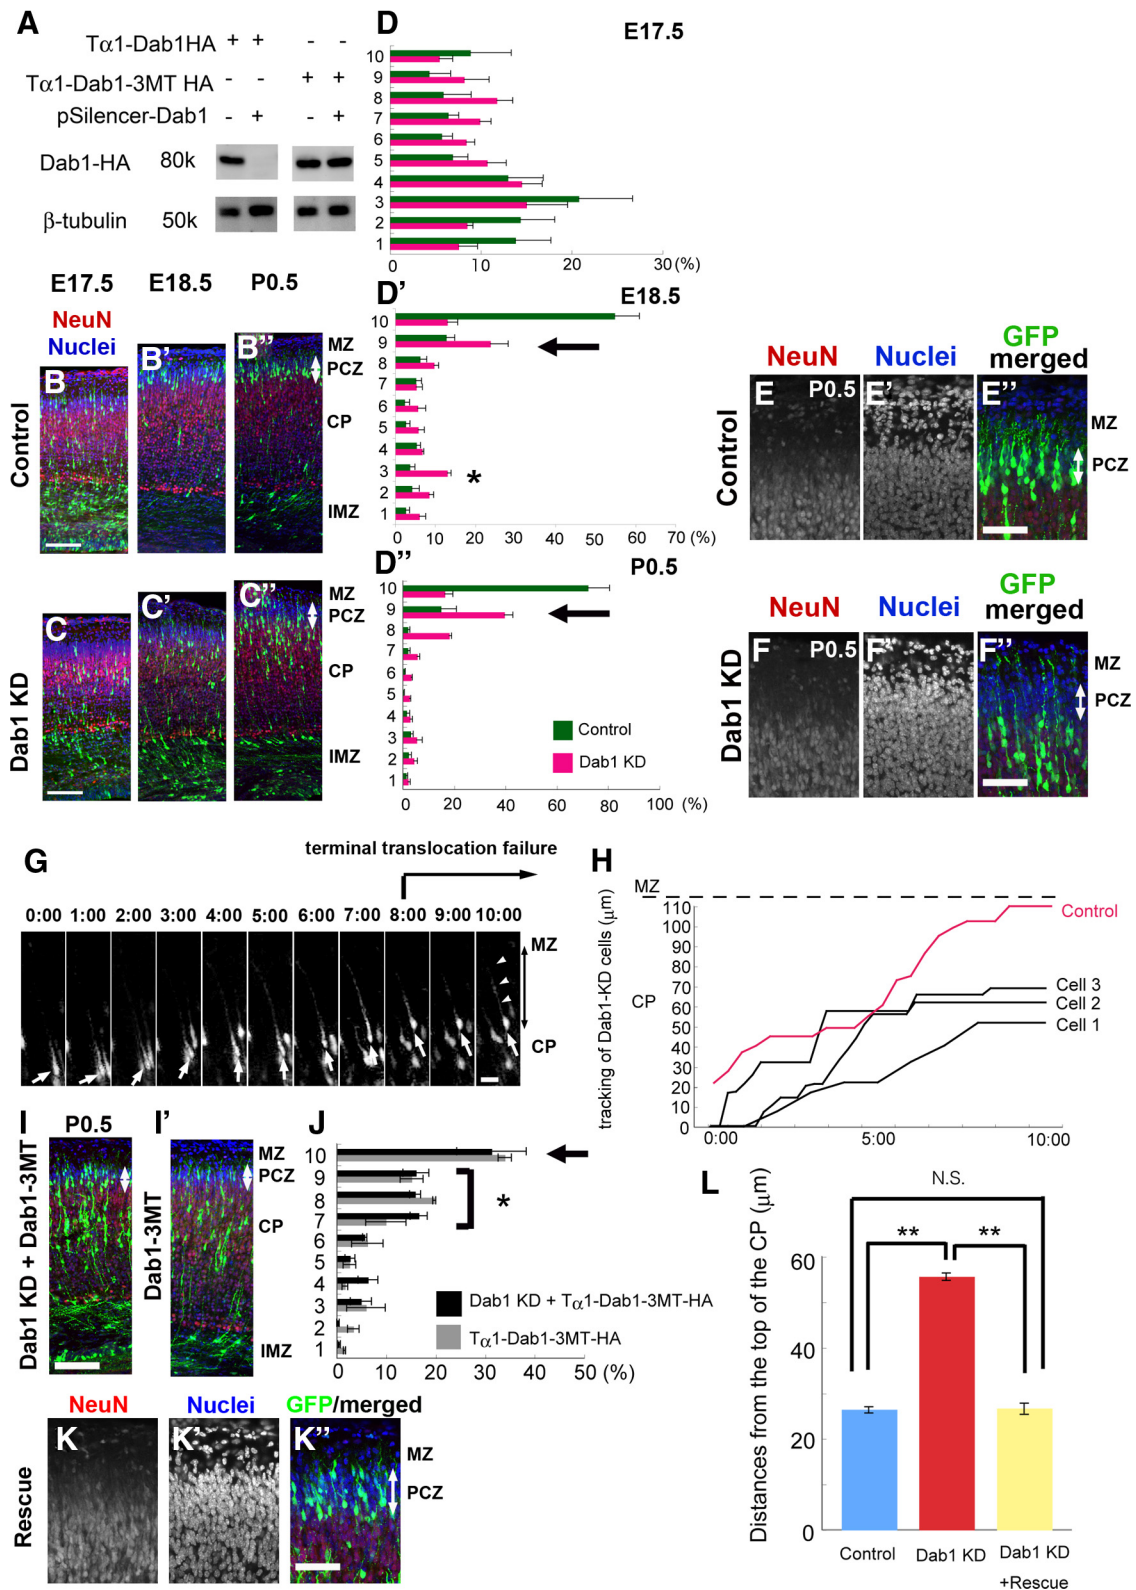 A
Tα1-Dab1HA + + - -
Tα1-Dab1-3MT HA - - + +
pSilencer-Dab1 - + - +
Dab1-HA 80k
β-tubulin 50k
D
E17.5
10
9
8
7
6
5
4
3
2
1
0 10 20 30 (%)
E17.5 E18.5 P0.5
NeuN
Nuclei
Control
B B' B''
MZ
PCZ
CP
IMZ
Dab1 KD
C C' C''
MZ
PCZ
CP
IMZ
D'
E18.5
10
9
8
7
6
5
4
3
*
2
1
0 10 20 30 40 50 60 70 (%)
D''
P0.5
10
9
8
7
6
5
4
3
2
1
Control
Dab1 KD
0 20 40 60 80 100 (%)
NeuN Nuclei GFP
merged
Control
E P0.5 E' E''
MZ
PCZ
NeuN Nuclei GFP
merged
Dab1 KD
F P0.5 F' F''
MZ
PCZ
G
terminal translocation failure
0:00 1:00 2:00 3:00 4:00 5:00 6:00 7:00 8:00 9:00 10:00
MZ
CP
H
tracking of Dab1-KD cells (μm)
MZ
CP
110
100
90
80
70
60
50
40
30
20
10
0
Control
Cell 3
Cell 2
Cell 1
0:00 5:00 10:00
I P0.5 I'
Dab1 KD + Dab1-3MT
Dab1-3MT
MZ
PCZ
CP
IMZ
J
10
9
8
7
6
5
4
3
2
1
*
Dab1 KD + Tα1-Dab1-3MT-HA
Tα1-Dab1-3MT-HA
0 10 20 30 40 50 (%)
NeuN Nuclei GFP/merged
Rescue
K K' K''
MZ
PCZ
L
N.S.
** **
Distances from the top of the CP (μm)
60
40
20
0
Control Dab1 KD Dab1 KD
+Rescue